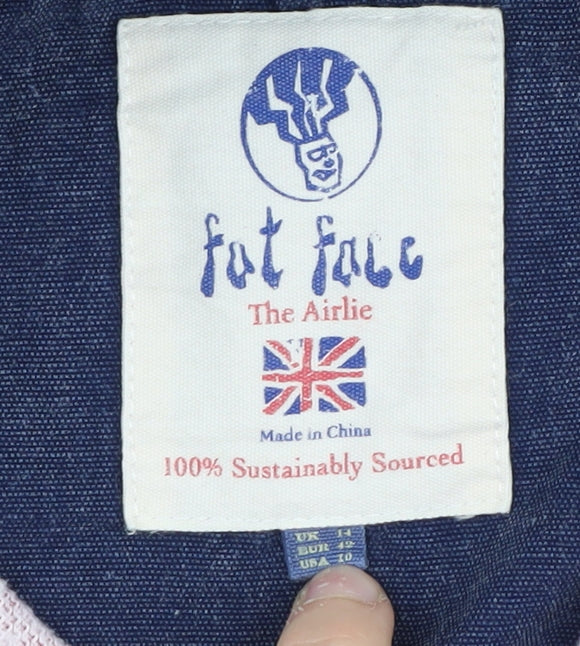 fat face
The Airlie
Made in China
100% Sustainably Sourced
UK 14
EUR 42
USA 10